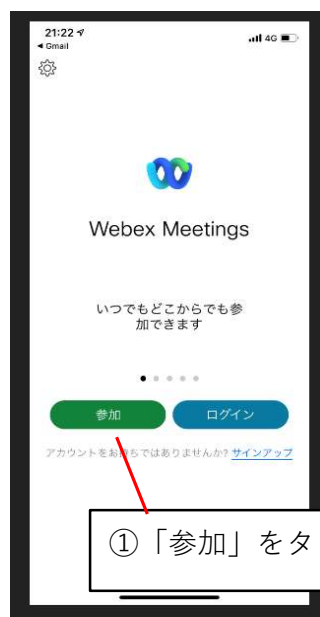 21:22
4G
◀ Gmail
Webex Meetings
いつでもどこからでも参
加できます
参加
ログイン
アカウントをお持ちではありませんか? サインアップ
①「参加」をタ